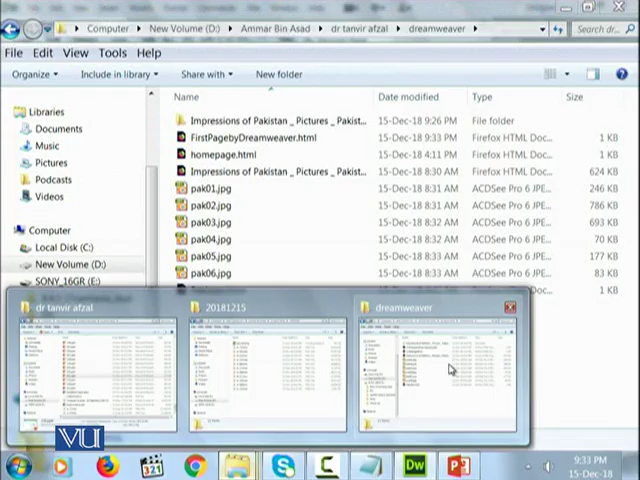 Computer ▸ New Volume (D:) ▸ Ammar Bin Asad ▸ dr tanvir afzal ▸ dreamweaver ▸
Search dr...
File Edit View Tools Help
Organize ▾ Include in library ▾ Share with ▾ New folder
Name Date modified Type Size
Libraries
Documents
Music
Pictures
Podcasts
Videos
Computer
Local Disk (C:)
New Volume (D:)
SONY_16GR (E:)
Impressions of Pakistan _ Pictures _ Pakist... 15-Dec-18 9:26 PM File folder
FirstPagebyDreamweaver.html 15-Dec-18 9:33 PM Firefox HTML Doc... 1 KB
homepage.html 15-Dec-18 4:11 PM Firefox HTML Doc... 1 KB
Impressions of Pakistan _ Pictures _ Pakist... 15-Dec-18 8:30 AM Firefox HTML Doc... 624 KB
pak01.jpg 15-Dec-18 8:31 AM ACDSee Pro 6 JPE... 246 KB
pak02.jpg 15-Dec-18 8:31 AM ACDSee Pro 6 JPE... 786 KB
pak03.jpg 15-Dec-18 8:32 AM ACDSee Pro 6 JPE... 693 KB
pak04.jpg 15-Dec-18 8:32 AM ACDSee Pro 6 JPE... 70 KB
pak05.jpg 15-Dec-18 8:32 AM ACDSee Pro 6 JPE... 177 KB
pak06.jpg 15-Dec-18 8:32 AM ACDSee Pro 6 JPE... 83 KB
dr tanvir afzal
20181215
dreamweaver
VU
321
Dw
9:33 PM
15-Dec-18